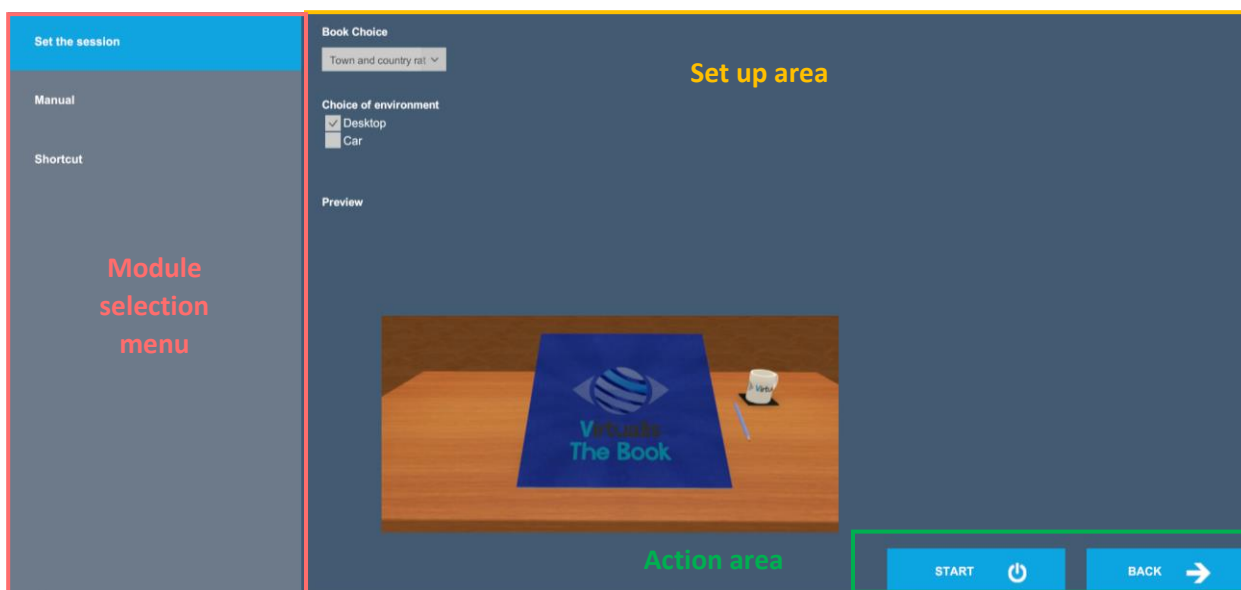 Set the session
Manual
Shortcut
Module
selection
menu
Book Choice
Town and country rat
Set up area
Choice of environment
Desktop
Car
Preview
Virtualis
The Book
Action area
START
BACK